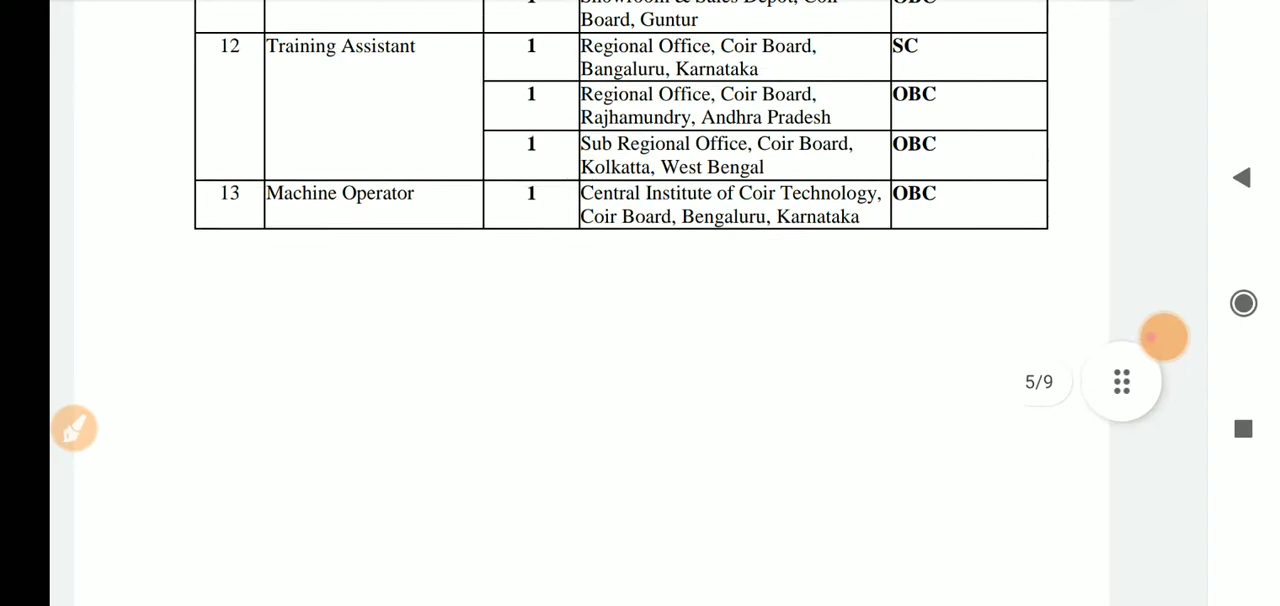 1
Board, Guntur
12 Training Assistant 1 Regional Office, Coir Board, SC
Bangaluru, Karnataka
1 Regional Office, Coir Board, OBC
Rajhamundry, Andhra Pradesh
1 Sub Regional Office, Coir Board, OBC
Kolkatta, West Bengal
13 Machine Operator 1 Central Institute of Coir Technology, OBC
Coir Board, Bengaluru, Karnataka
5/9